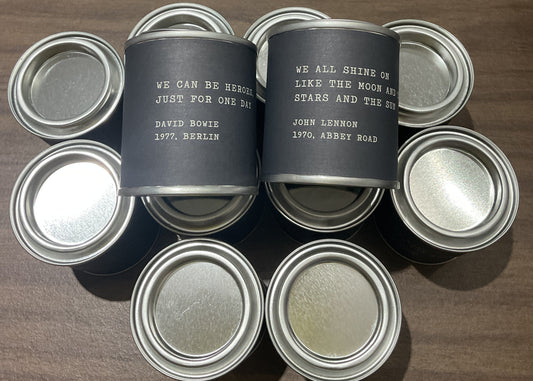 WE CAN BE HEROES,
JUST FOR ONE DAY
DAVID BOWIE
1977, BERLIN
WE ALL SHINE ON
LIKE THE MOON AND
STARS AND THE SUN
JOHN LENNON
1970, ABBEY ROAD